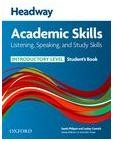 Headway
Academic Skills
Listening, Speaking, and Study Skills
INTRODUCTORY LEVEL Student's Book
OXFORD